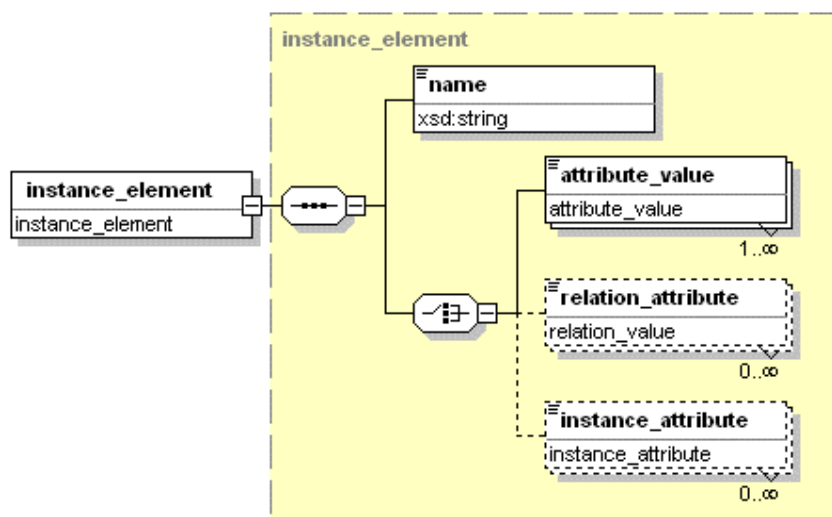 instance_element
name
xsd:string
instance_element
instance_element
attribute_value
attribute_value
1..∞
relation_attribute
relation_value
0..∞
instance_attribute
instance_attribute
0..∞